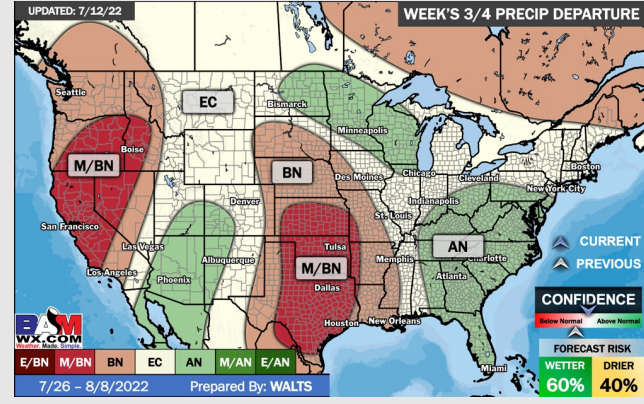 UPDATED: 7/12/22
WEEK'S 3/4 PRECIP DEPARTURE
Seattle
EC
Bismarck
Minneapolis
Boise
M/BN
BN
Des Moines
Chicago
Cleveland
Boston
New York City
Indianapolis
Denver
St. Louis
San Francisco
Las Vegas
Albuquerque
Tulsa
M/BN
Memphis
AN
Charlotte
Los Angeles
Phoenix
Dallas
Atlanta
Houston
New Orleans
Miami
CURRENT
PREVIOUS
CONFIDENCE
Below Normal
Above Normal
FORECAST RISK
WETTER
60%
DRIER
40%
BAM
WX.COM
Weather. Made. Simple.
E/BN M/BN BN EC AN M/AN E/AN
7/26 – 8/8/2022 Prepared By: WALTS